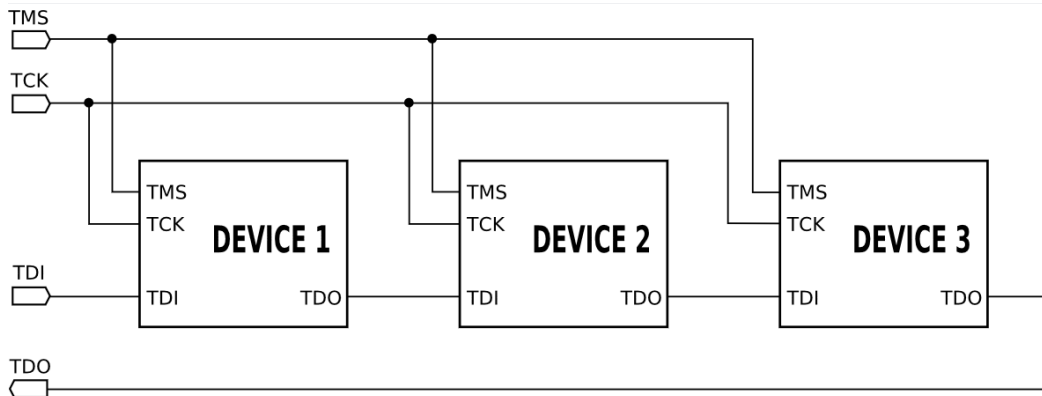 TMS
TCK
TMS
TCK
DEVICE 1
TDI
TDO
TMS
TCK
DEVICE 2
TDI
TDO
TMS
TCK
DEVICE 3
TDI
TDO
TDI
TDO